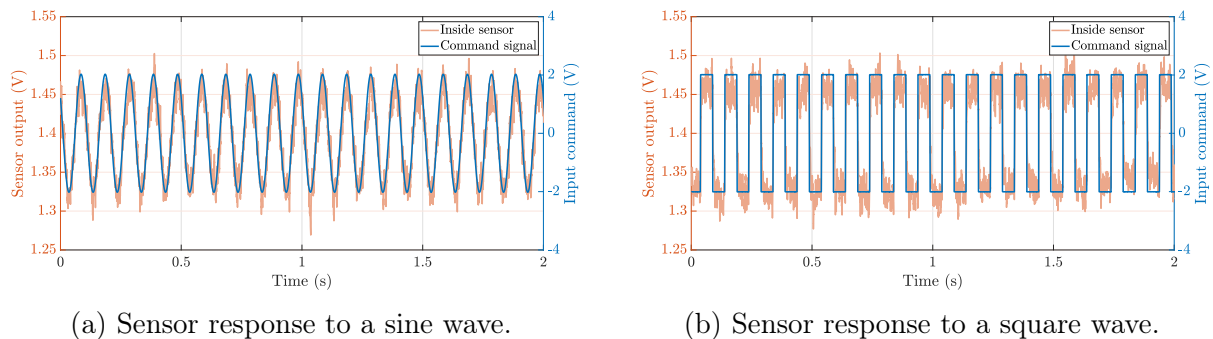 1.55
1.5
1.45
1.4
1.35
1.3
1.25
Sensor output (V)
4
2
0
-2
-4
Input command (V)
Inside sensor
Command signal
0
0.5
1
1.5
2
Time (s)
(a) Sensor response to a sine wave.
1.55
1.5
1.45
1.4
1.35
1.3
1.25
Sensor output (V)
4
2
0
-2
-4
Input command (V)
Inside sensor
Command signal
0
0.5
1
1.5
2
Time (s)
(b) Sensor response to a square wave.